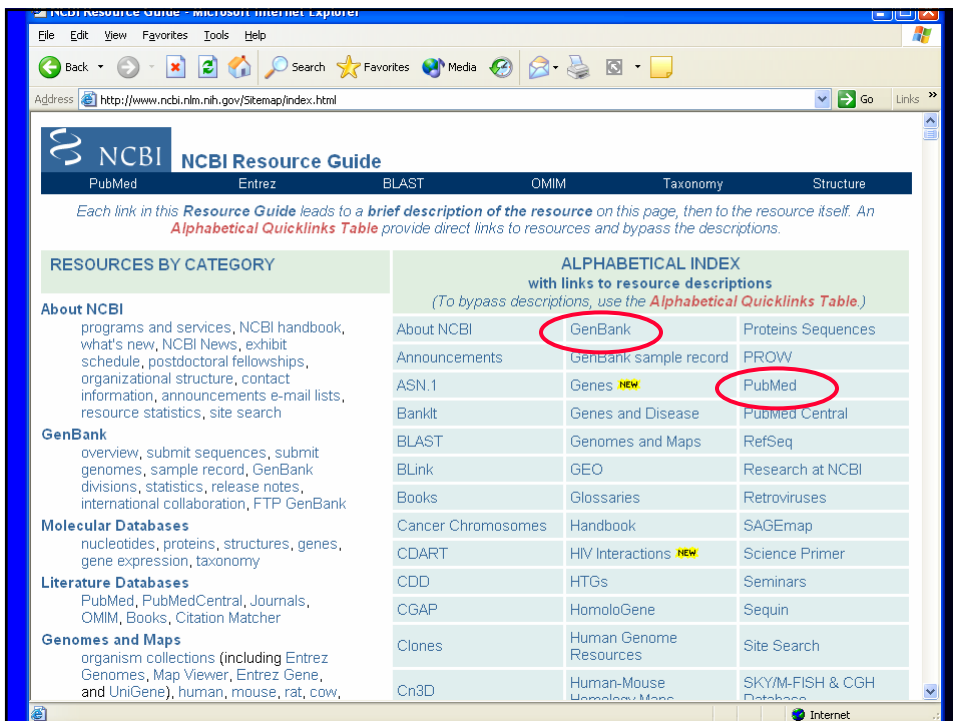 NCBI Resource Guide - Microsoft Internet Explorer
File Edit View Favorites Tools Help
Back Search Favorites Media
Address http://www.ncbi.nlm.nih.gov/Sitemap/index.html Go Links »
NCBI NCBI Resource Guide
PubMed Entrez BLAST OMIM Taxonomy Structure
Each link in this Resource Guide leads to a brief description of the resource on this page, then to the resource itself. An
Alphabetical Quicklinks Table provide direct links to resources and bypass the descriptions.
RESOURCES BY CATEGORY
About NCBI
programs and services, NCBI handbook,
what's new, NCBI News, exhibit
schedule, postdoctoral fellowships,
organizational structure, contact
information, announcements e-mail lists,
resource statistics, site search
GenBank
overview, submit sequences, submit
genomes, sample record, GenBank
divisions, statistics, release notes,
international collaboration, FTP GenBank
Molecular Databases
nucleotides, proteins, structures, genes,
gene expression, taxonomy
Literature Databases
PubMed, PubMedCentral, Journals,
OMIM, Books, Citation Matcher
Genomes and Maps
organism collections (including Entrez
Genomes, Map Viewer, Entrez Gene,
and UniGene), human, mouse, rat, cow,
ALPHABETICAL INDEX
with links to resource descriptions
(To bypass descriptions, use the Alphabetical Quicklinks Table.)
About NCBI GenBank Proteins Sequences
Announcements GenBank sample record PROW
ASN.1 Genes NEW PubMed
BankIt Genes and Disease PubMed Central
BLAST Genomes and Maps RefSeq
BLink GEO Research at NCBI
Books Glossaries Retroviruses
Cancer Chromosomes Handbook SAGEmap
CDART HIV Interactions NEW Science Primer
CDD HTGs Seminars
CGAP HomoloGene Sequin
Clones Human Genome Resources Site Search
Cn3D Human-Mouse Homology Maps SKY/M-FISH & CGH Database
Internet